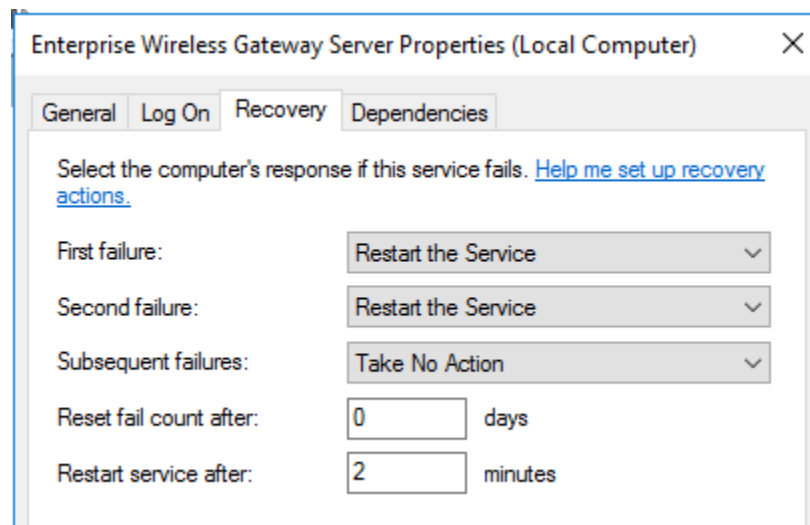 Enterprise Wireless Gateway Server Properties (Local Computer)
General Log On Recovery Dependencies
Select the computer's response if this service fails. Help me set up recovery
actions.
First failure: Restart the Service
Second failure: Restart the Service
Subsequent failures: Take No Action
Reset fail count after: 0 days
Restart service after: 2 minutes